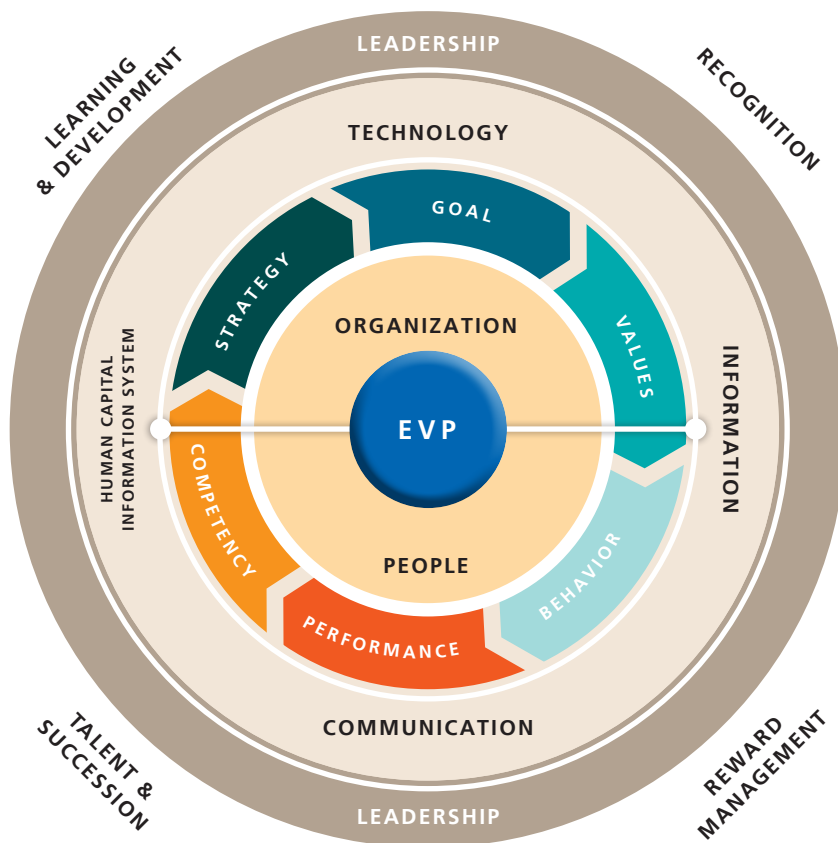 LEADERSHIP
LEARNING
& DEVELOPMENT
RECOGNITION
TECHNOLOGY
GOAL
STRATEGY
VALUES
ORGANIZATION
HUMAN CAPITAL
INFORMATION SYSTEM
EVP
INFORMATION
COMPETENCY
PEOPLE
BEHAVIOR
PERFORMANCE
COMMUNICATION
TALENT &
SUCCESSION
REWARD
MANAGEMENT
LEADERSHIP